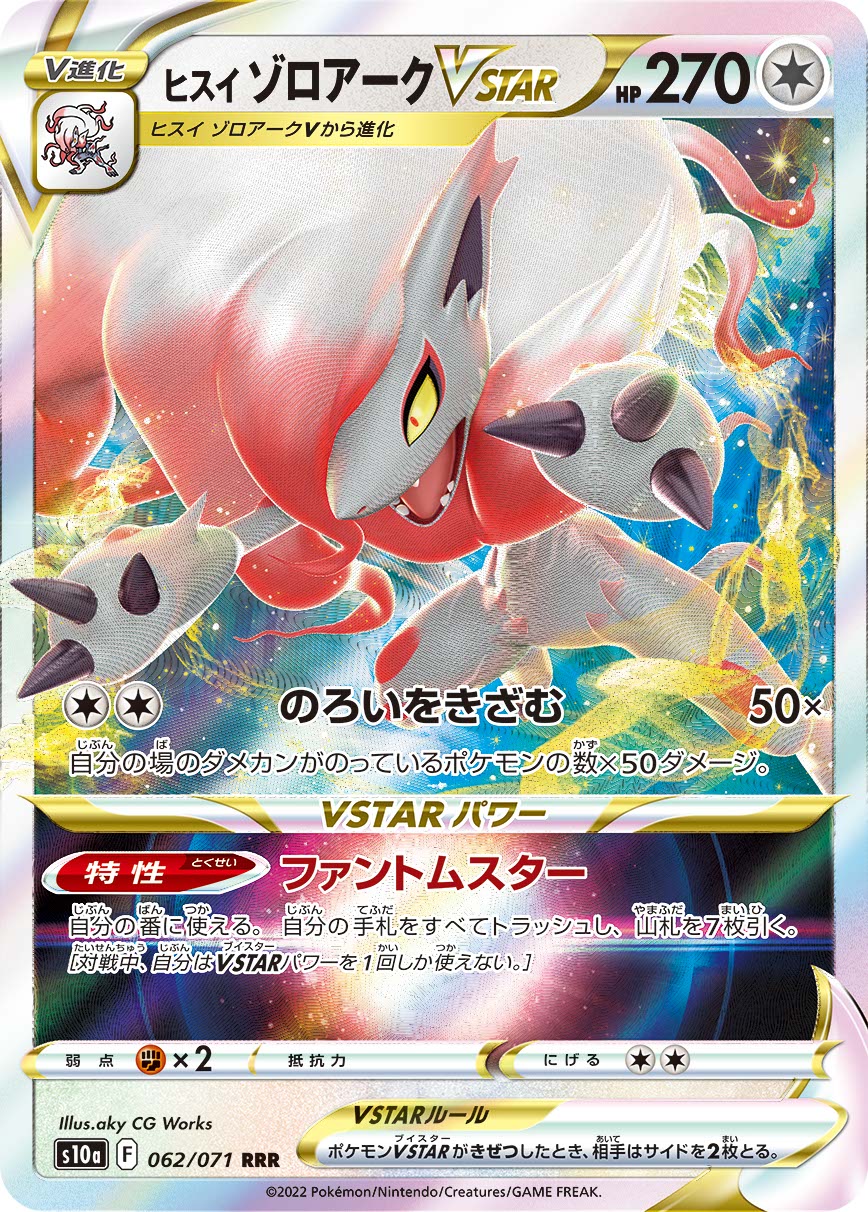 V進化
ヒスイ ゾロアークVSTAR
HP 270
ヒスイ ゾロアークVから進化
のろいをきざむ 50×
自分の場のダメカンがのっているポケモンの数×50ダメージ。
VSTARパワー
特性 ファントムスター
自分の番に使える。自分の手札をすべてトラッシュし、山札を7枚引く。
[対戦中、自分はVSTARパワーを1回しか使えない。]
弱点 ×2 抵抗力 にげる
Illus.aky CG Works
VSTARルール
ポケモンVSTARがきぜつしたとき、相手はサイドを2枚とる。
s10a F 062/071 RRR
©2022 Pokémon/Nintendo/Creatures/GAME FREAK.